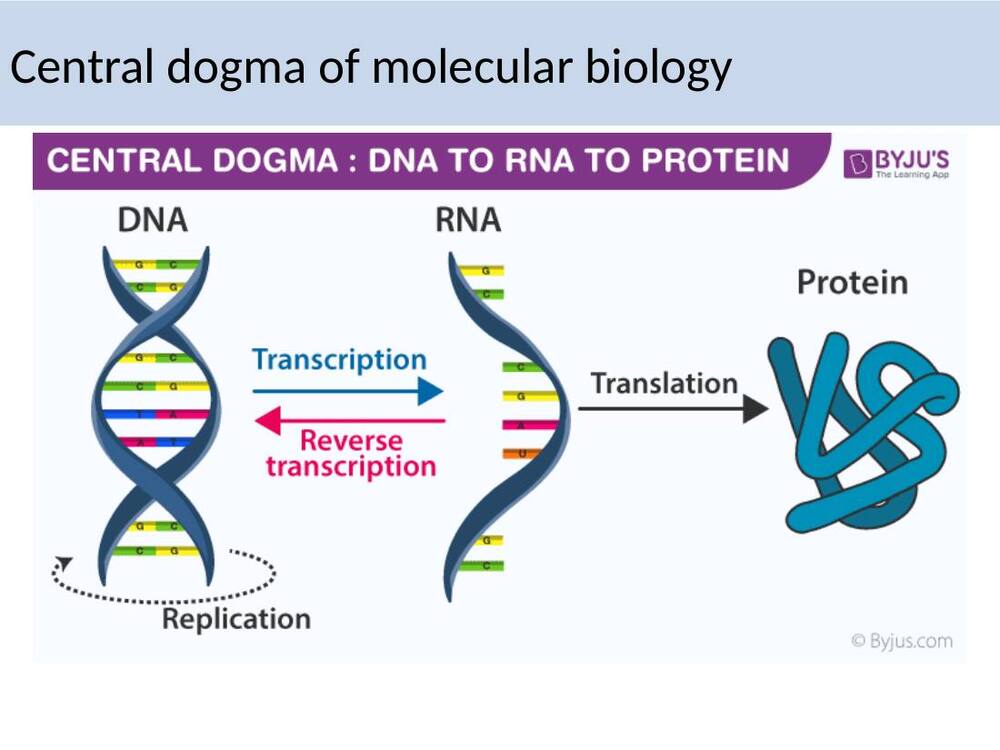 Central dogma of molecular biology
CENTRAL DOGMA : DNA TO RNA TO PROTEIN
BYJU'S
The Learning App
DNA
RNA
Protein
G C
C G
G C
C G
T A
A T
G C
C G
G
C
C
G
A
U
G
C
Transcription
Reverse
transcription
Translation
Replication
© Byjus.com